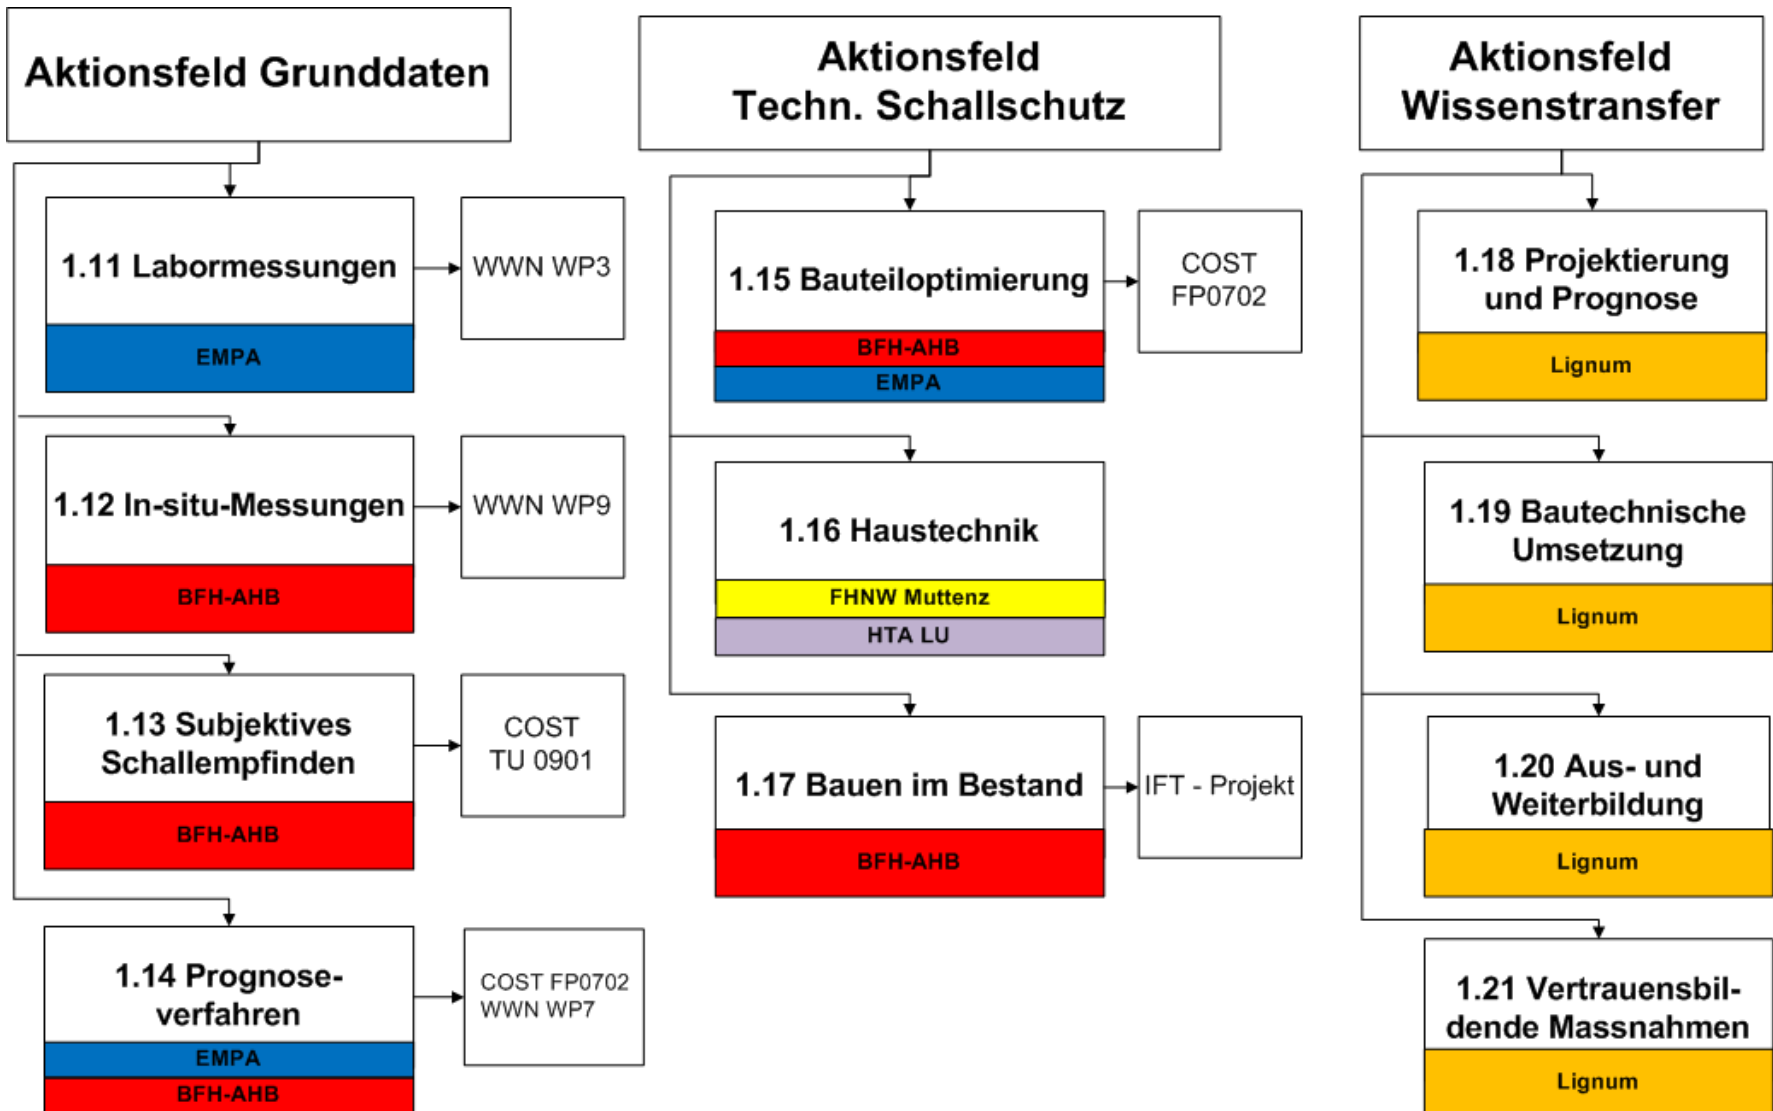 Aktionsfeld Grunddaten
1.11 Labormessungen
EMPA
WWN WP3
1.12 In-situ-Messungen
BFH-AHB
WWN WP9
1.13 Subjektives
Schallempfinden
BFH-AHB
COST
TU 0901
1.14 Prognose-
verfahren
EMPA
BFH-AHB
COST FP0702
WWN WP7
Aktionsfeld
Techn. Schallschutz
1.15 Bauteiloptimierung
BFH-AHB
EMPA
COST
FP0702
1.16 Haustechnik
FHNW Muttenz
HTA LU
1.17 Bauen im Bestand
BFH-AHB
IFT - Projekt
Aktionsfeld
Wissenstransfer
1.18 Projektierung
und Prognose
Lignum
1.19 Bautechnische
Umsetzung
Lignum
1.20 Aus- und
Weiterbildung
Lignum
1.21 Vertrauensbil-
dende Massnahmen
Lignum